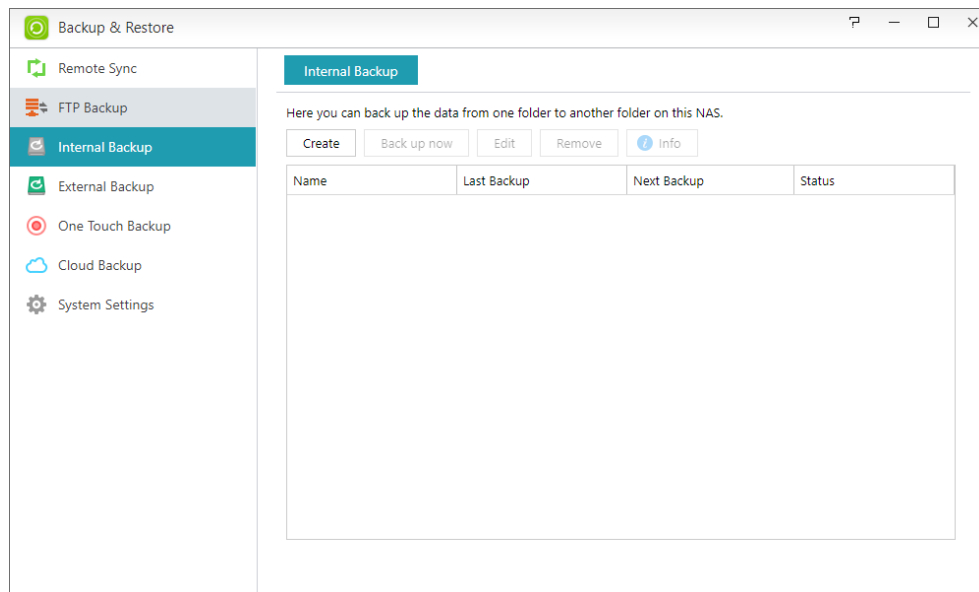 Backup & Restore
Remote Sync
FTP Backup
Internal Backup
External Backup
One Touch Backup
Cloud Backup
System Settings
Internal Backup
Here you can back up the data from one folder to another folder on this NAS.
Create Back up now Edit Remove Info
Name Last Backup Next Backup Status